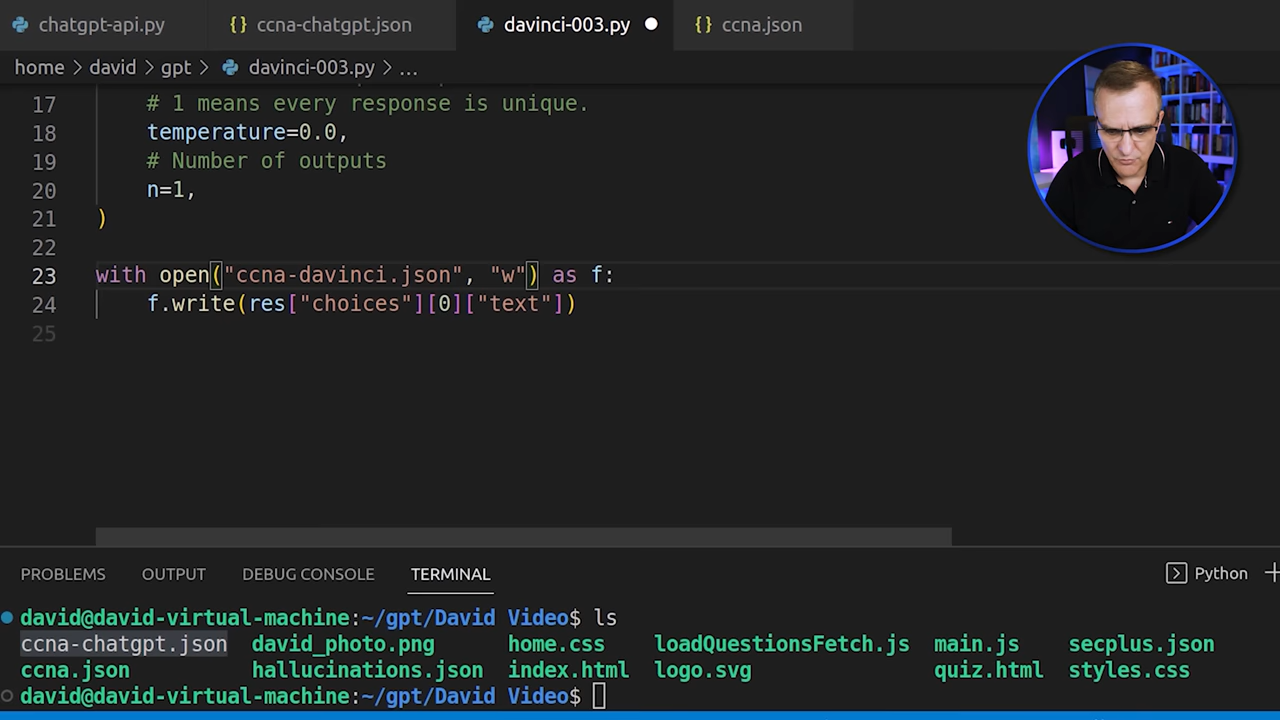 chatgpt-api.py {} ccna-chatgpt.json davinci-003.py {} ccna.json
home > david > gpt > davinci-003.py > ...
17 # 1 means every response is unique.
18 temperature=0.0,
19 # Number of outputs
20 n=1,
21 )
22
23 with open("ccna-davinci.json", "w") as f:
24 f.write(res["choices"][0]["text"])
25
PROBLEMS OUTPUT DEBUG CONSOLE TERMINAL Python
david@david-virtual-machine:~/gpt/David Video$ ls
ccna-chatgpt.json david_photo.png home.css loadQuestionsFetch.js main.js secplus.json
ccna.json hallucinations.json index.html logo.svg quiz.html styles.css
david@david-virtual-machine:~/gpt/David Video$